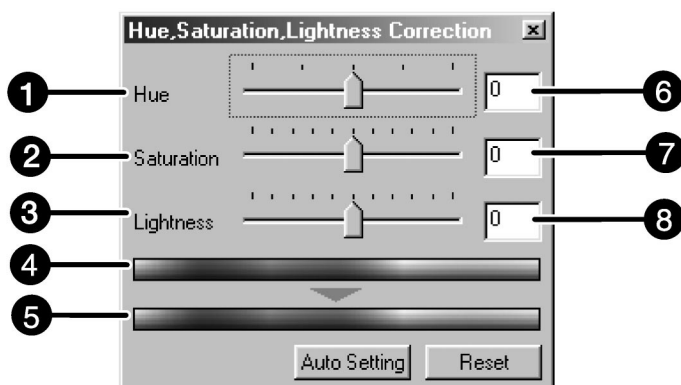 Hue,Saturation,Lightness Correction
1 Hue 0 6
2 Saturation 0 7
3 Lightness 0 8
4
5
Auto Setting Reset